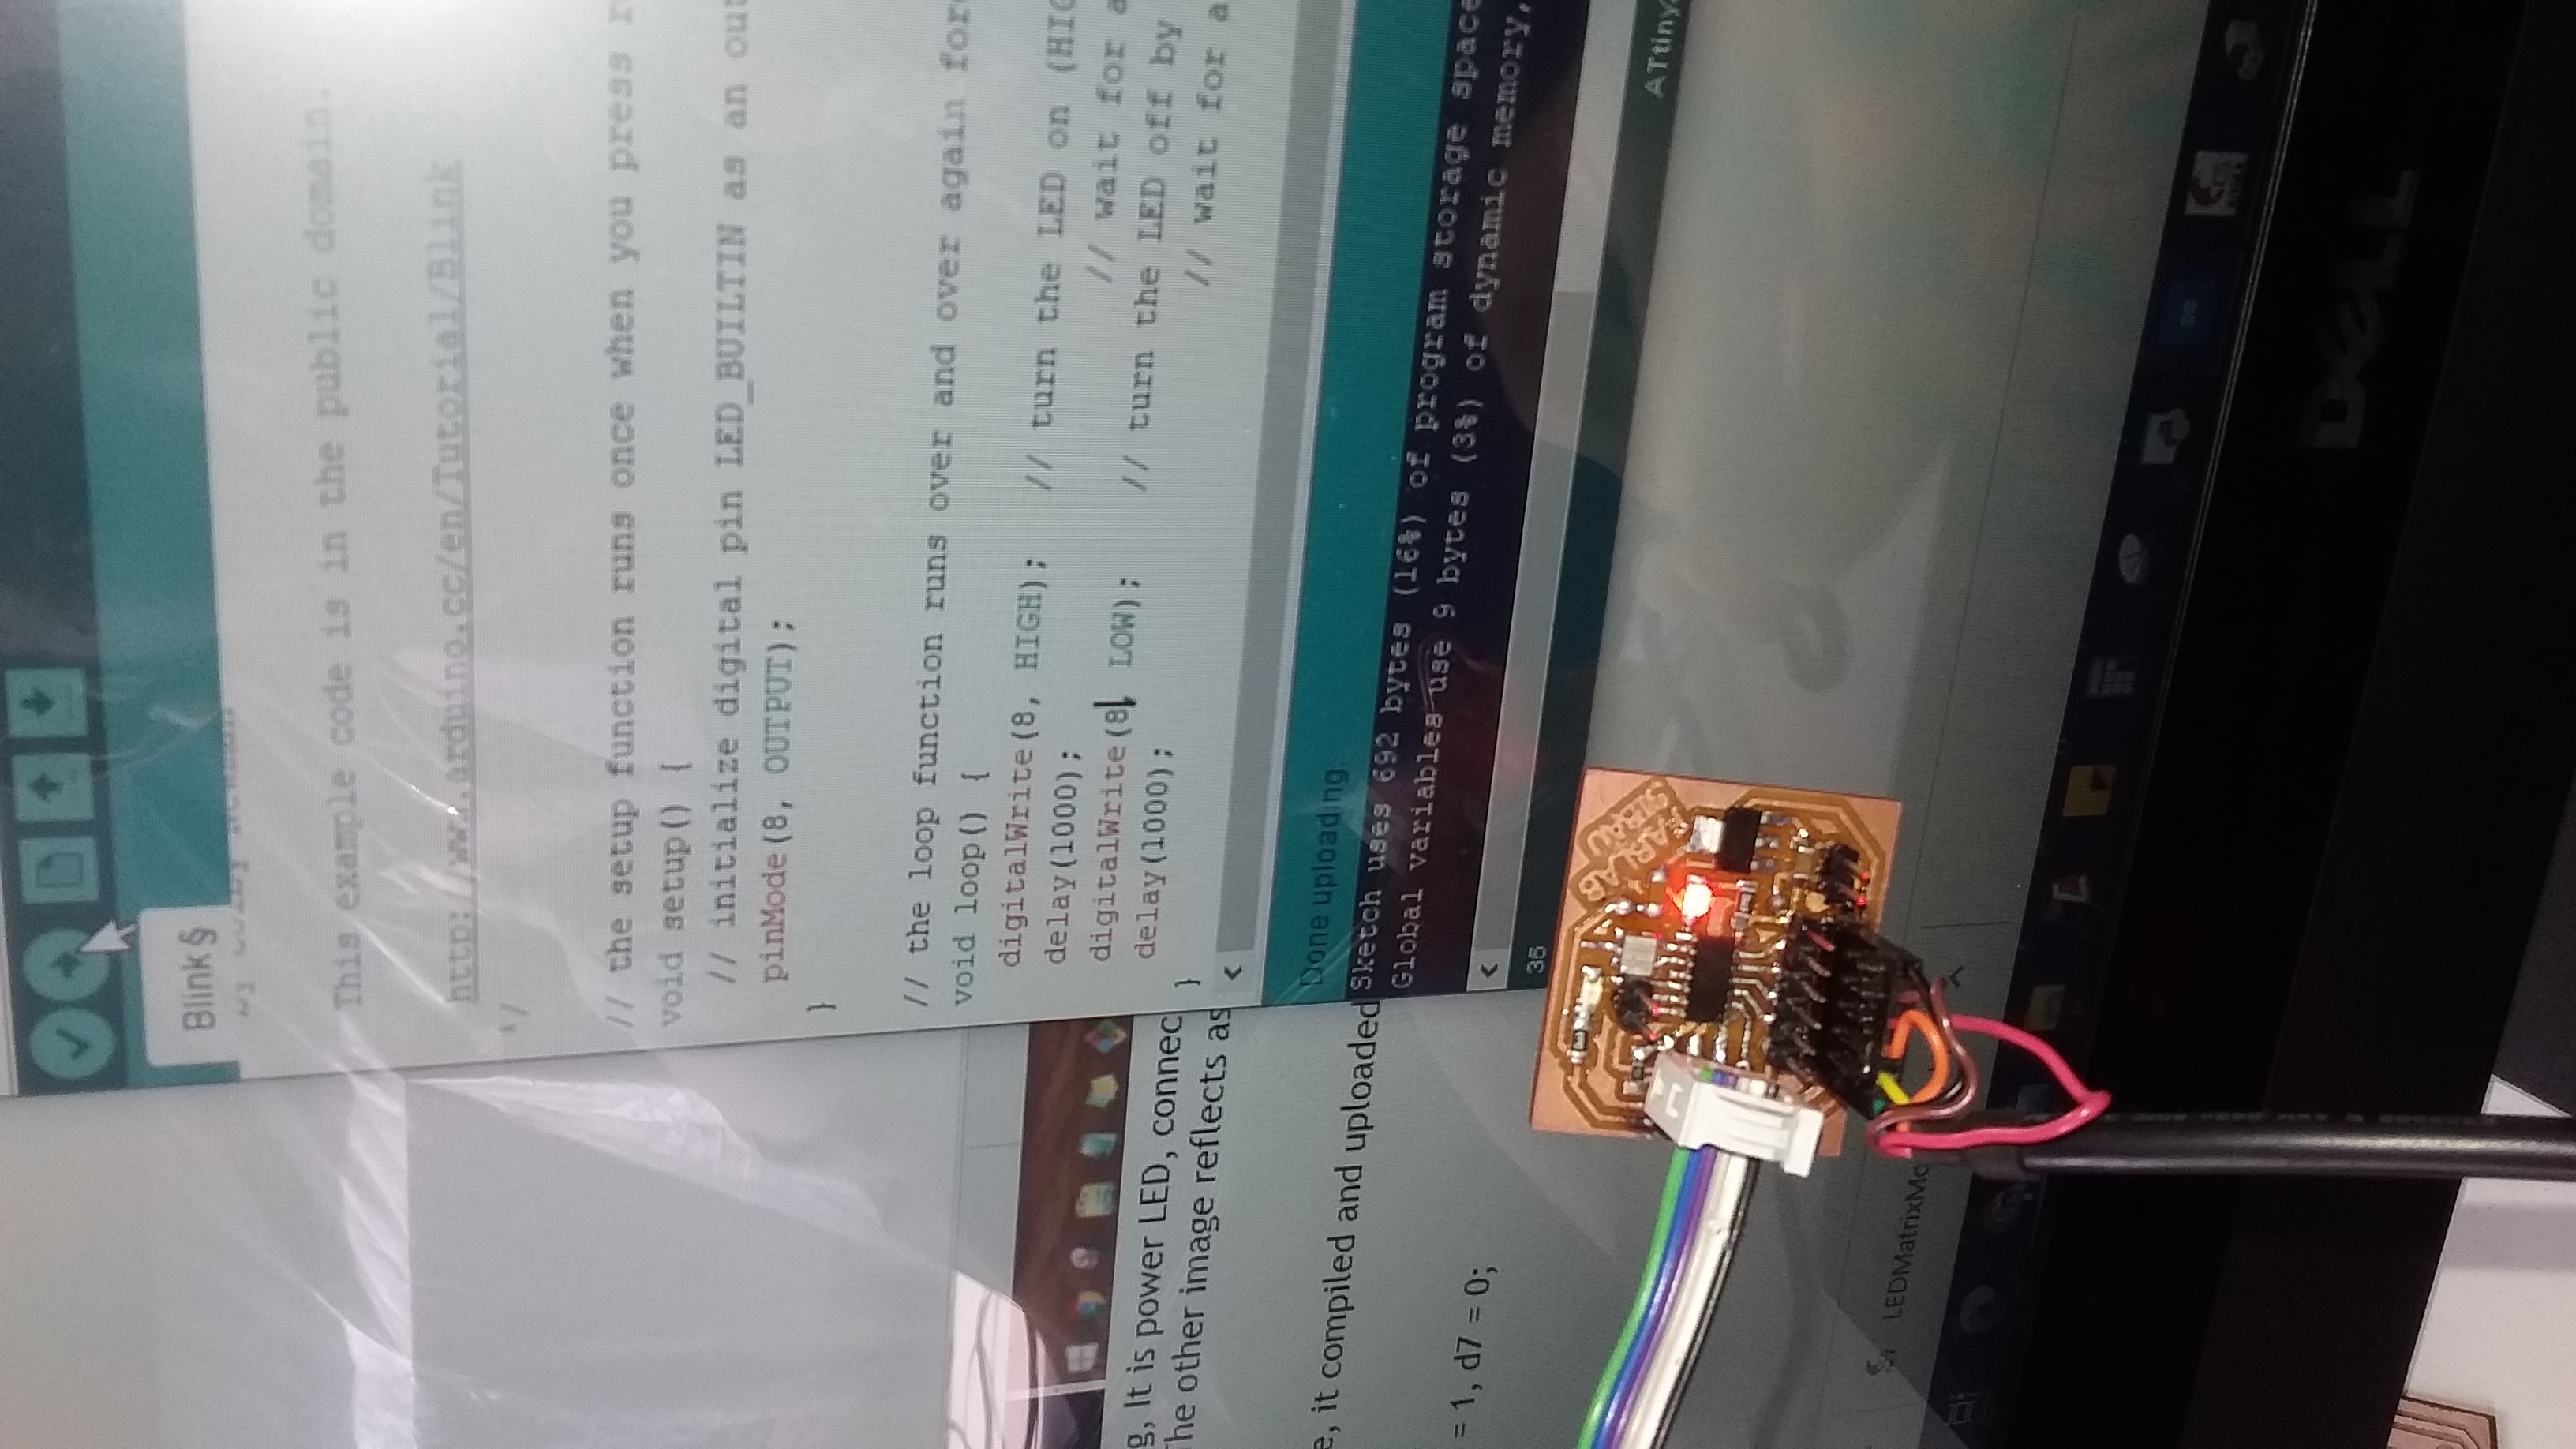 Blink §
This example code is in the public domain.
http://www.arduino.cc/en/Tutorial/Blink
*/
// the setup function runs once when you press
void setup() {
// initialize digital pin LED_BUILTIN as an out
pinMode(8, OUTPUT);
}
// the loop function runs over and over again for
void loop() {
digitalWrite(8, HIGH); // turn the LED on (HIG
delay(1000); // wait for a
digitalWrite(8, LOW); // turn the LED off by
delay(1000); // wait for a
}
Done uploading.
Sketch uses 692 bytes (16%) of program storage space
Global variables use 9 bytes (3%) of dynamic memory,
35
ATtiny
g, It is power LED, connec
The other image reflects as
e, it compiled and uploaded
= 1, d7 = 0;
FAB LAB
LEDMatrixMo
DELL